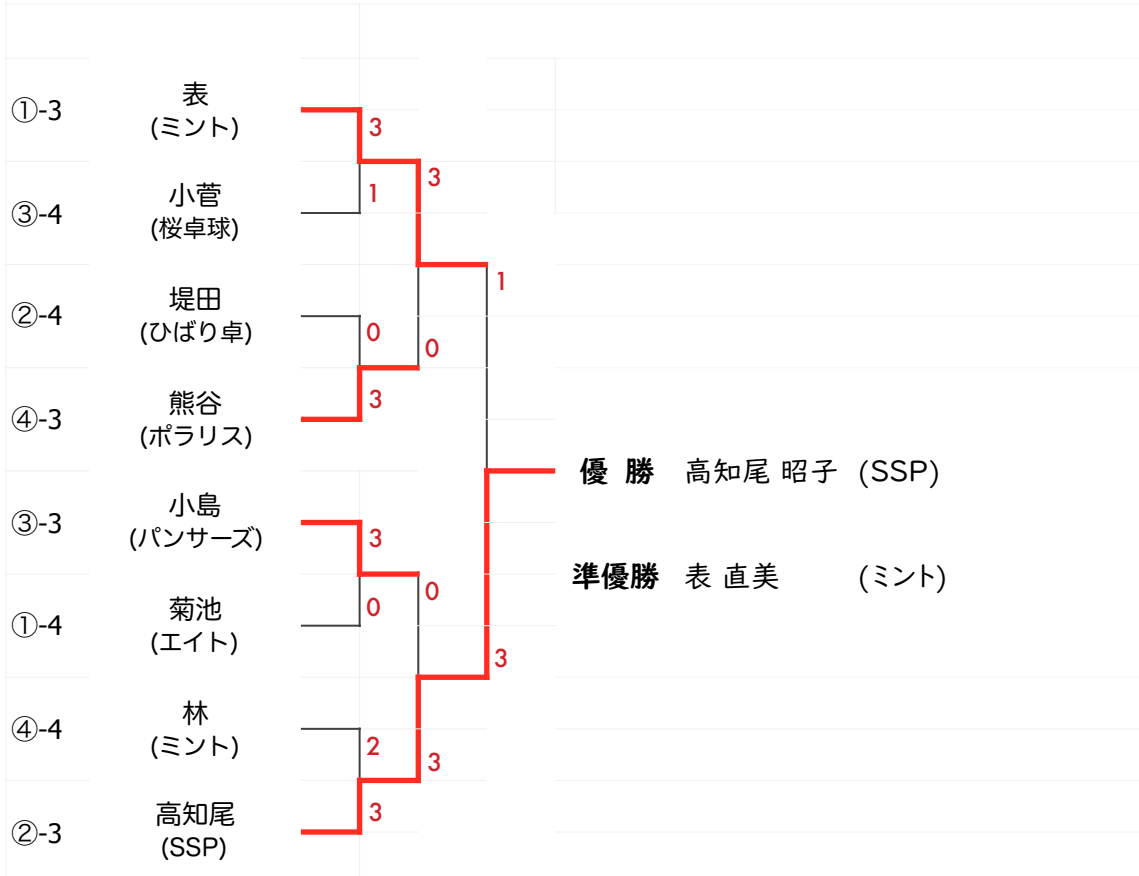 ①-3
表
(ミント)
3
1
3
③-4
小菅
(桜卓球)
1
②-4
堤田
(ひばり卓)
0
0
3
④-3
熊谷
(ポラリス)
優 勝 高知尾 昭子 (SSP)
準優勝 表 直美 (ミント)
③-3
小島
(パンサーズ)
3
0
0
①-4
菊池
(エイト)
3
④-4
林
(ミント)
2
3
3
②-3
高知尾
(SSP)